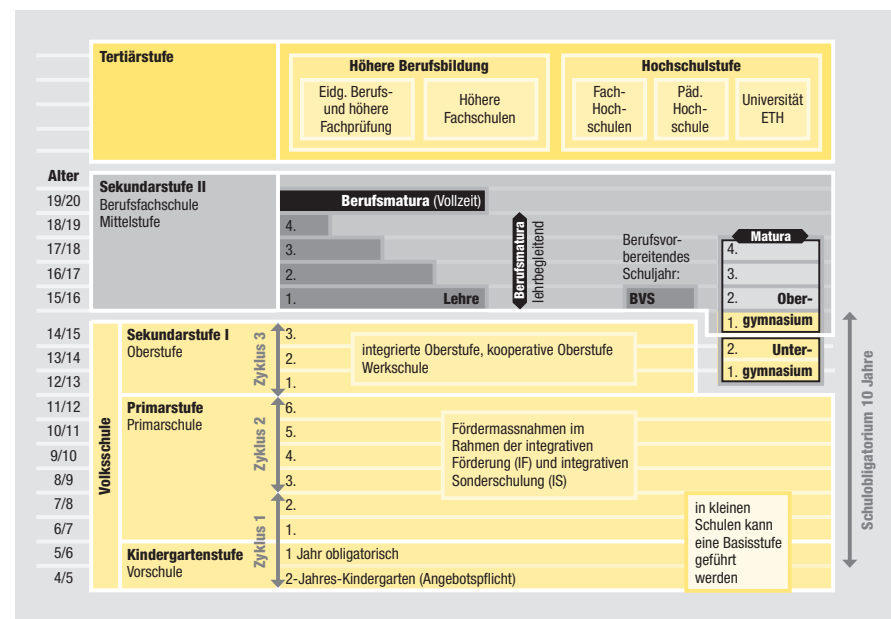 Tertiärstufe
Höhere Berufsbildung
Eidg. Berufs-
und höhere
Fachprüfung
Höhere
Fachschulen
Hochschulstufe
Fach-
Hoch-
schulen
Päd.
Hoch-
schule
Universität
ETH
Alter
19/20
18/19
17/18
16/17
15/16
14/15
13/14
12/13
11/12
10/11
9/10
8/9
7/8
6/7
5/6
4/5
Sekundarstufe II
Berufsfachschule
Mittelstufe
Berufsmatura (Vollzeit)
4.
3.
2.
1. Lehre
Berufsmatura
lehrbegleitend
Berufsvor-
bereitendes
Schuljahr:
BVS
Matura
4.
3.
2. Ober-
1. gymnasium
2. Unter-
1. gymnasium
Volksschule
Sekundarstufe I
Oberstufe
Zyklus 3
3.
2.
1.
integrierte Oberstufe, kooperative Oberstufe
Werkschule
Primarstufe
Primarschule
Zyklus 2
6.
5.
4.
3.
Fördermassnahmen im
Rahmen der integrativen
Förderung (IF) und integrativen
Sonderschulung (IS)
Zyklus 1
2.
1.
Kindergartenstufe
Vorschule
1 Jahr obligatorisch
2-Jahres-Kindergarten (Angebotspflicht)
in kleinen
Schulen kann
eine Basisstufe
geführt
werden
Schulobligatorium 10 Jahre